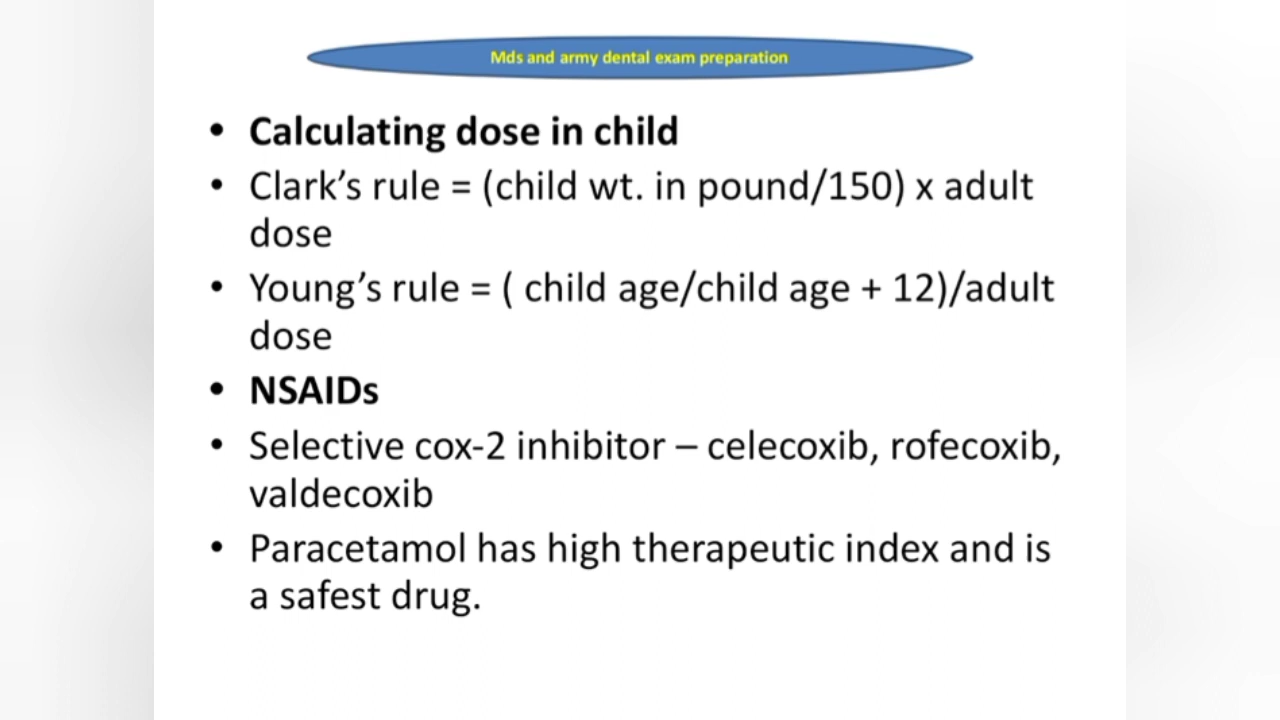 Mds and army dental exam preparation
• Calculating dose in child
• Clark's rule = (child wt. in pound/150) x adult
dose
• Young's rule = ( child age/child age + 12)/adult
dose
• NSAIDs
• Selective cox-2 inhibitor – celecoxib, rofecoxib,
valdecoxib
• Paracetamol has high therapeutic index and is
a safest drug.